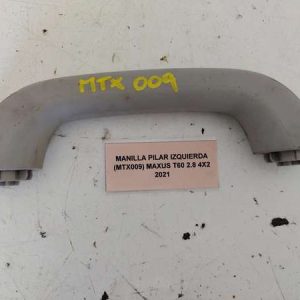 MTX 009
MANILLA PILAR IZQUIERDA
(MTX009) MAXUS T60 2.8 4X2
2021